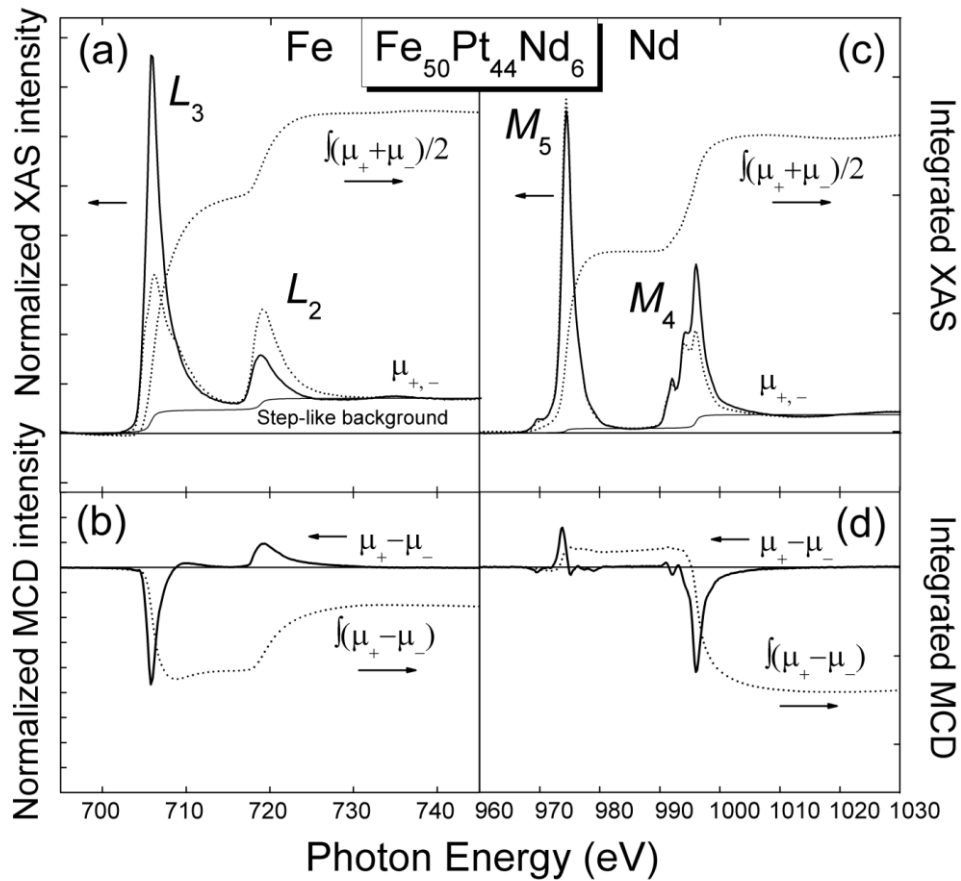 (a)
Fe
Fe₅₀Pt₄₄Nd₆
Nd
(c)
L₃
∫(μ₊+μ₋)/2
L₂
μ₊,₋
Step-like background
M₅
∫(μ₊+μ₋)/2
M₄
μ₊,₋
(b)
μ₊−μ₋
∫(μ₊−μ₋)
(d)
μ₊−μ₋
∫(μ₊−μ₋)
Normalized XAS intensity
Normalized MCD intensity
Integrated XAS
Integrated MCD
700 710 720 730 740 960 970 980 990 1000 1010 1020 1030
Photon Energy (eV)